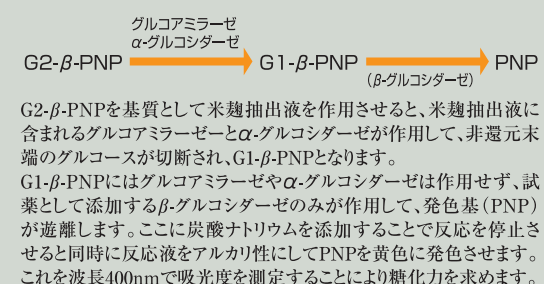 グルコアミラーゼ
α-グルコシダーゼ
G2-β-PNP G1-β-PNP PNP
(β-グルコシダーゼ)
G2-β-PNPを基質として米麹抽出液を作用させると、米麹抽出液に
含まれるグルコアミラーゼーとα-グルコシダーゼが作用して、非還元末
端のグルコースが切断され、G1-β-PNPとなります。
G1-β-PNPにはグルコアミラーゼやα-グルコシダーゼは作用せず、試
薬として添加するβ-グルコシダーゼのみが作用して、発色基(PNP)
が遊離します。ここに炭酸ナトリウムを添加することで反応を停止さ
せると同時に反応液をアルカリ性にしてPNPを黄色に発色させます。
これを波長400nmで吸光度を測定することにより糖化力を求めます。